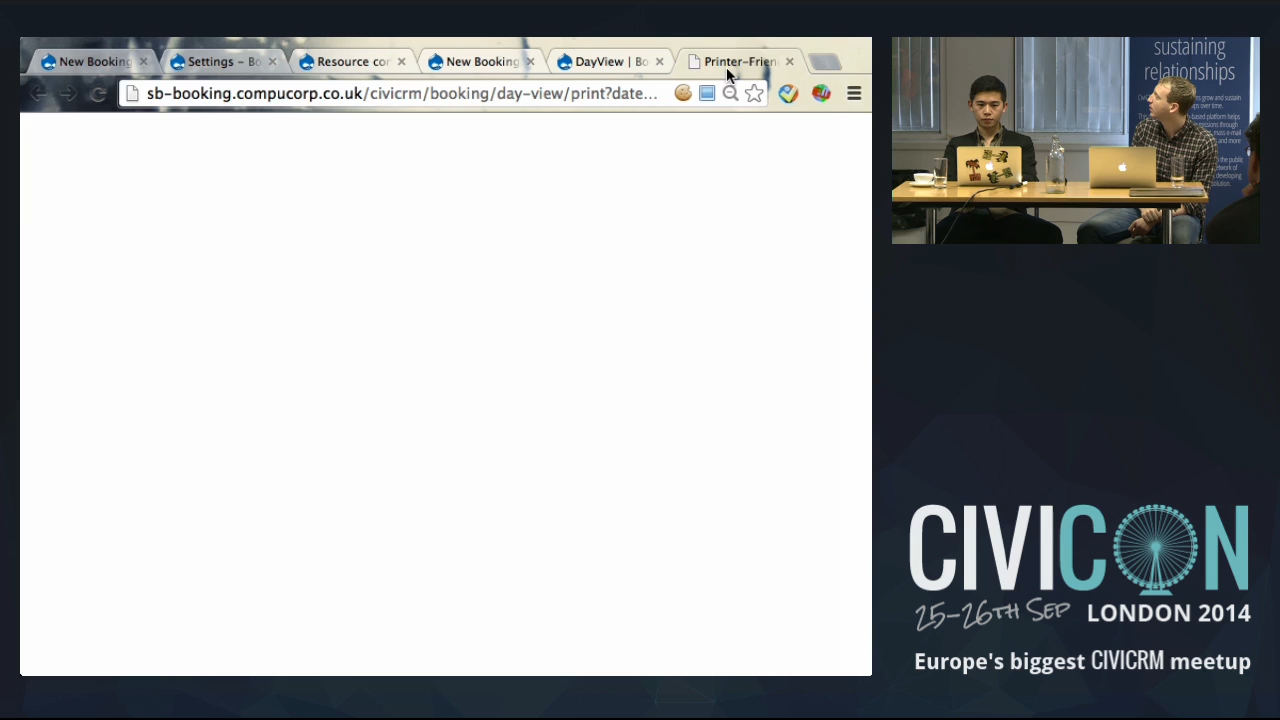 New Booking
Settings – Bo
Resource cor
New Booking
DayView | Bo
Printer-Frien
sb-booking.compucorp.co.uk/civicrm/booking/day-view/print?date...
sustaining
relationships
CIVICON
25-26TH SEP LONDON 2014
Europe's biggest CIVICRM meetup